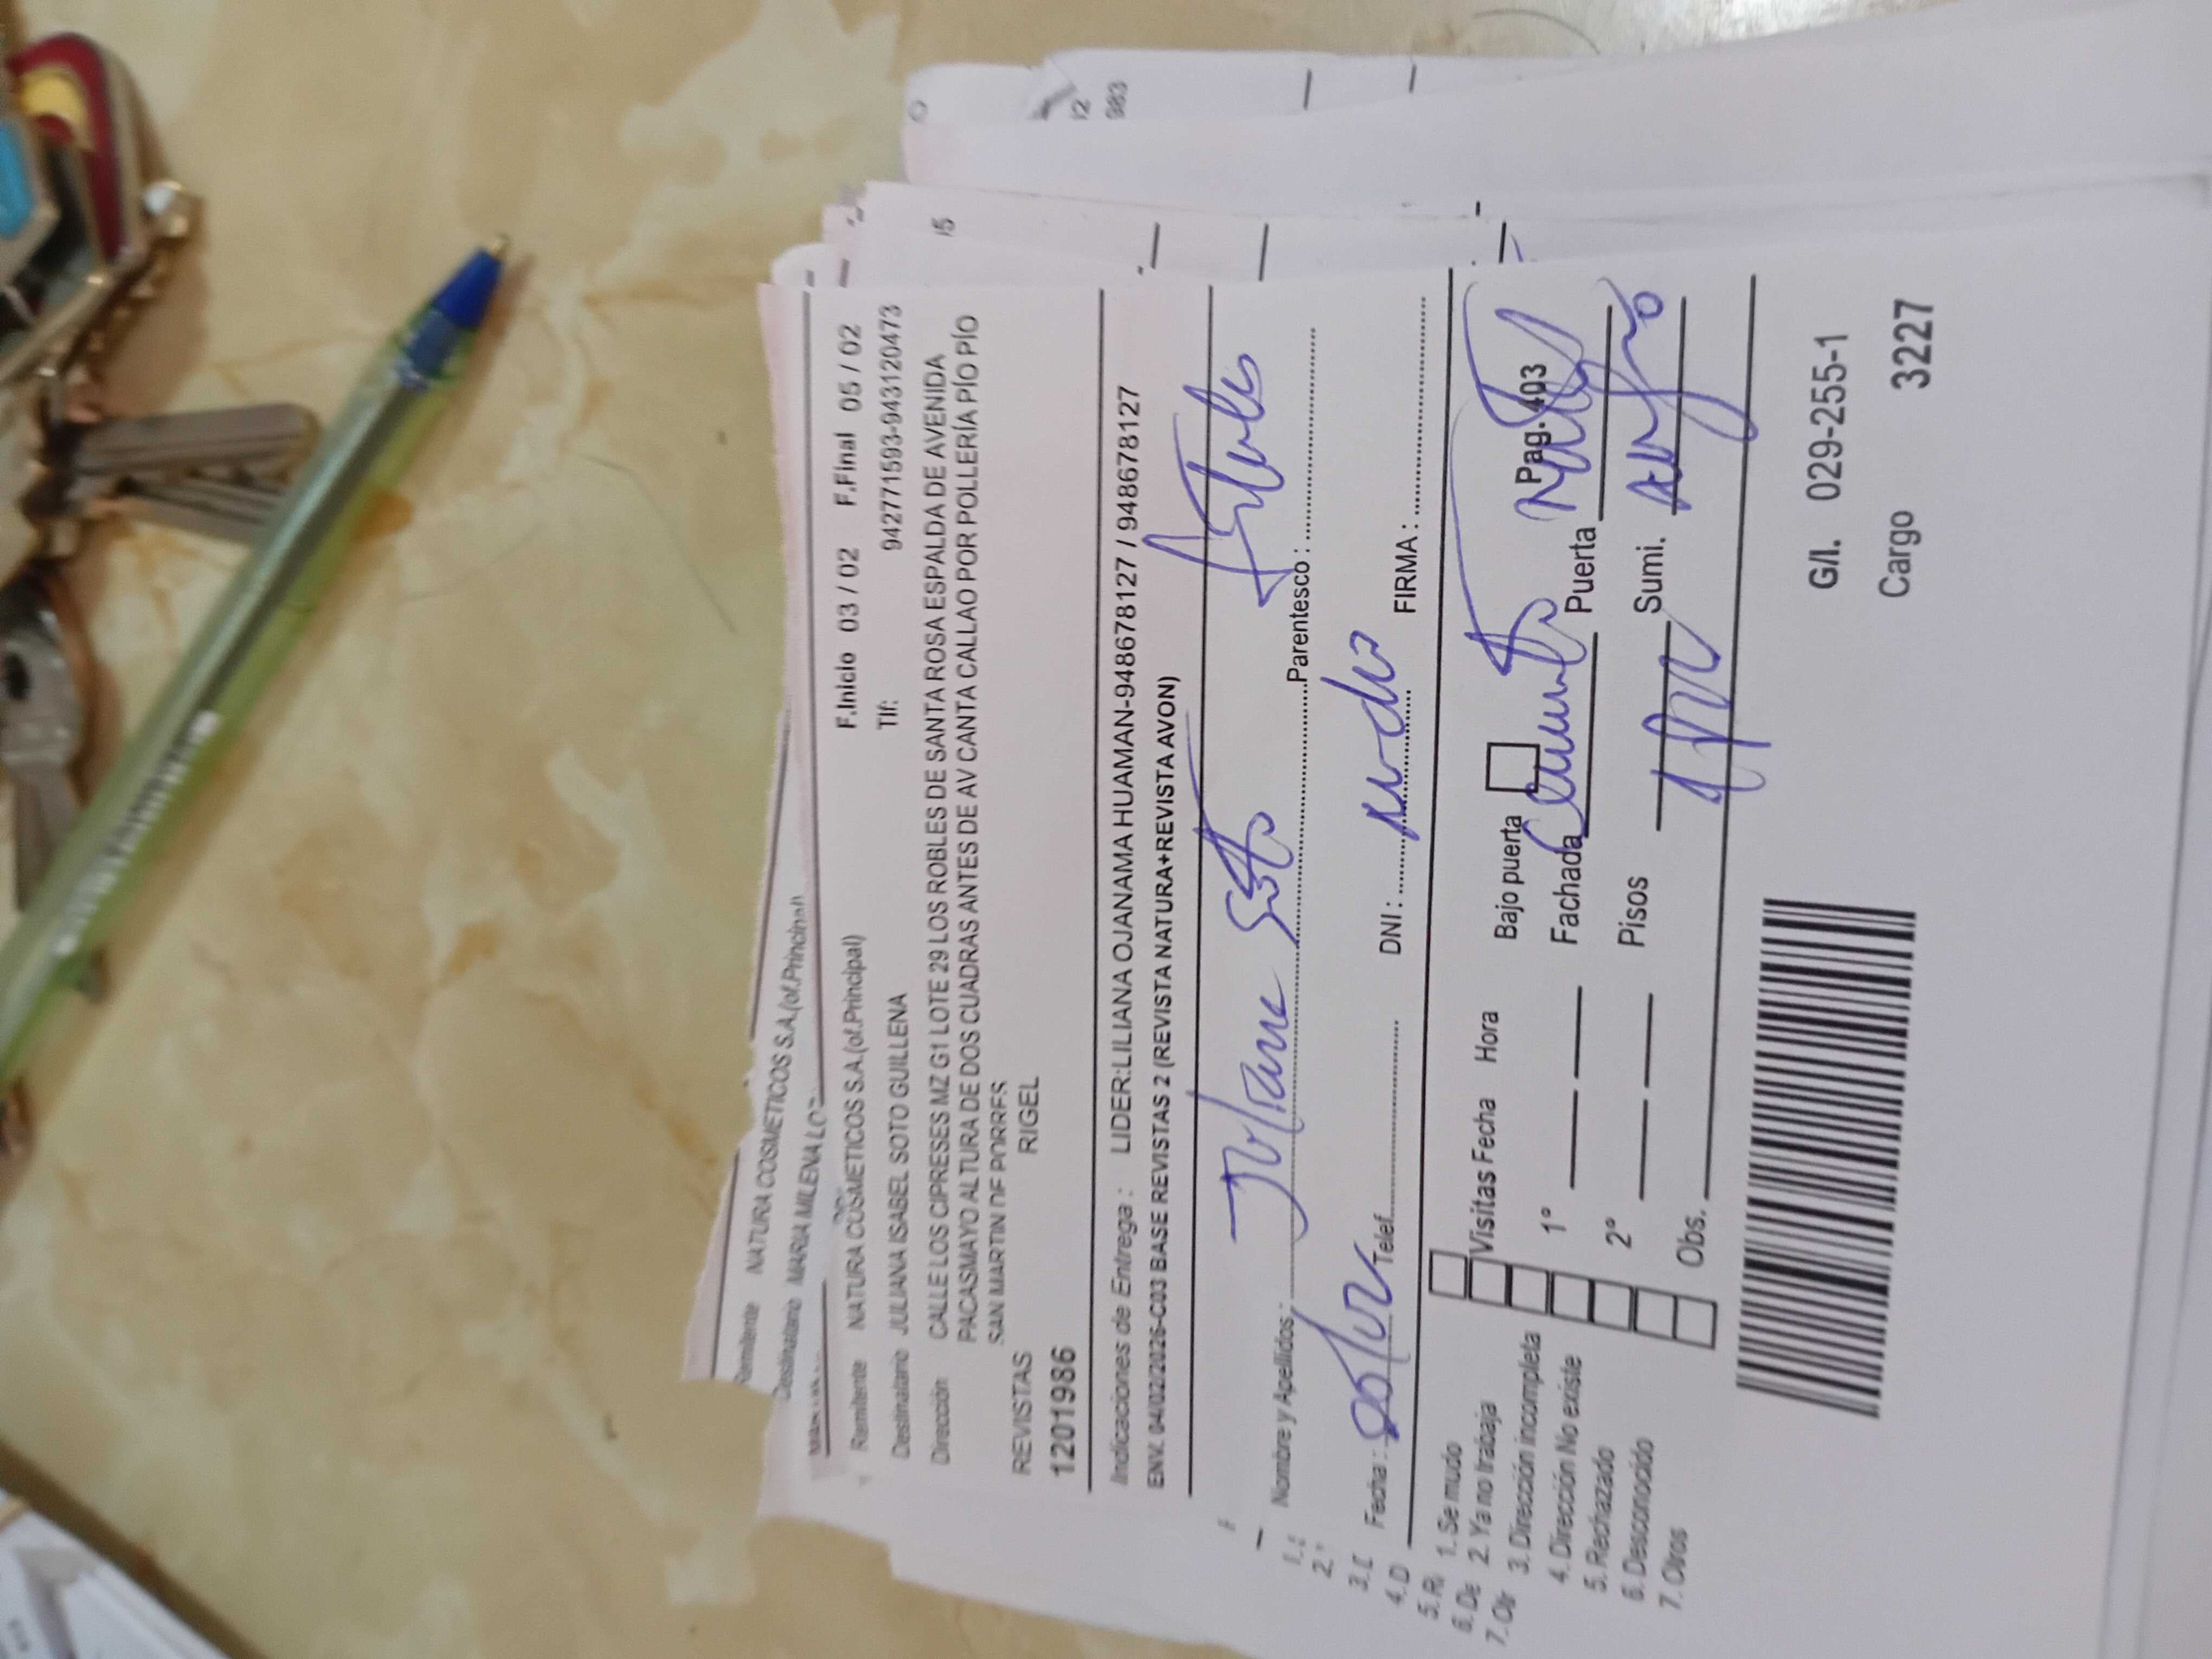 Remitente NATURA COSMETICOS S.A.(of.Principal)
Destinatario MARIA MILENA
Remitente NATURA COSMETICOS S.A.(of.Principal) F.Inicio 03 / 02 F.Final 05 / 02
Destinatario JULIANA ISABEL SOTO GUILLENA Tlf: 942771593-943120473
Dirección CALLE LOS CIPRESES MZ G1 LOTE 29 LOS ROBLES DE SANTA ROSA ESPALDA DE AVENIDA
PACASMAYO ALTURA DE DOS CUADRAS ANTES DE AV CANTA CALLAO POR POLLERÍA PÍO PÍO
SAN MARTIN DE PORRES
REVISTAS RIGEL
1201986
Indicaciones de Entrega : LIDER:LILIANA OJANAMA HUAMAN-948678127 / 948678127
ENV. 04/02/2026-C03 BASE REVISTAS 2 (REVISTA NATURA+REVISTA AVON)
Juliana Soto
Nombre y Apellidos : Parentesco :
Fecha : Telef. DNI : FIRMA :
1. Se mudo
2. Ya no trabaja
3. Dirección incompleta
4. Dirección No existe
5. Rechazado
6. Desconocido
7. Otros
Visitas Fecha Hora Bajo puerta Pag. 403
1° Fachada Puerta
2° Pisos Sumi.
Obs.
G/I. 029-255-1
Cargo 3227